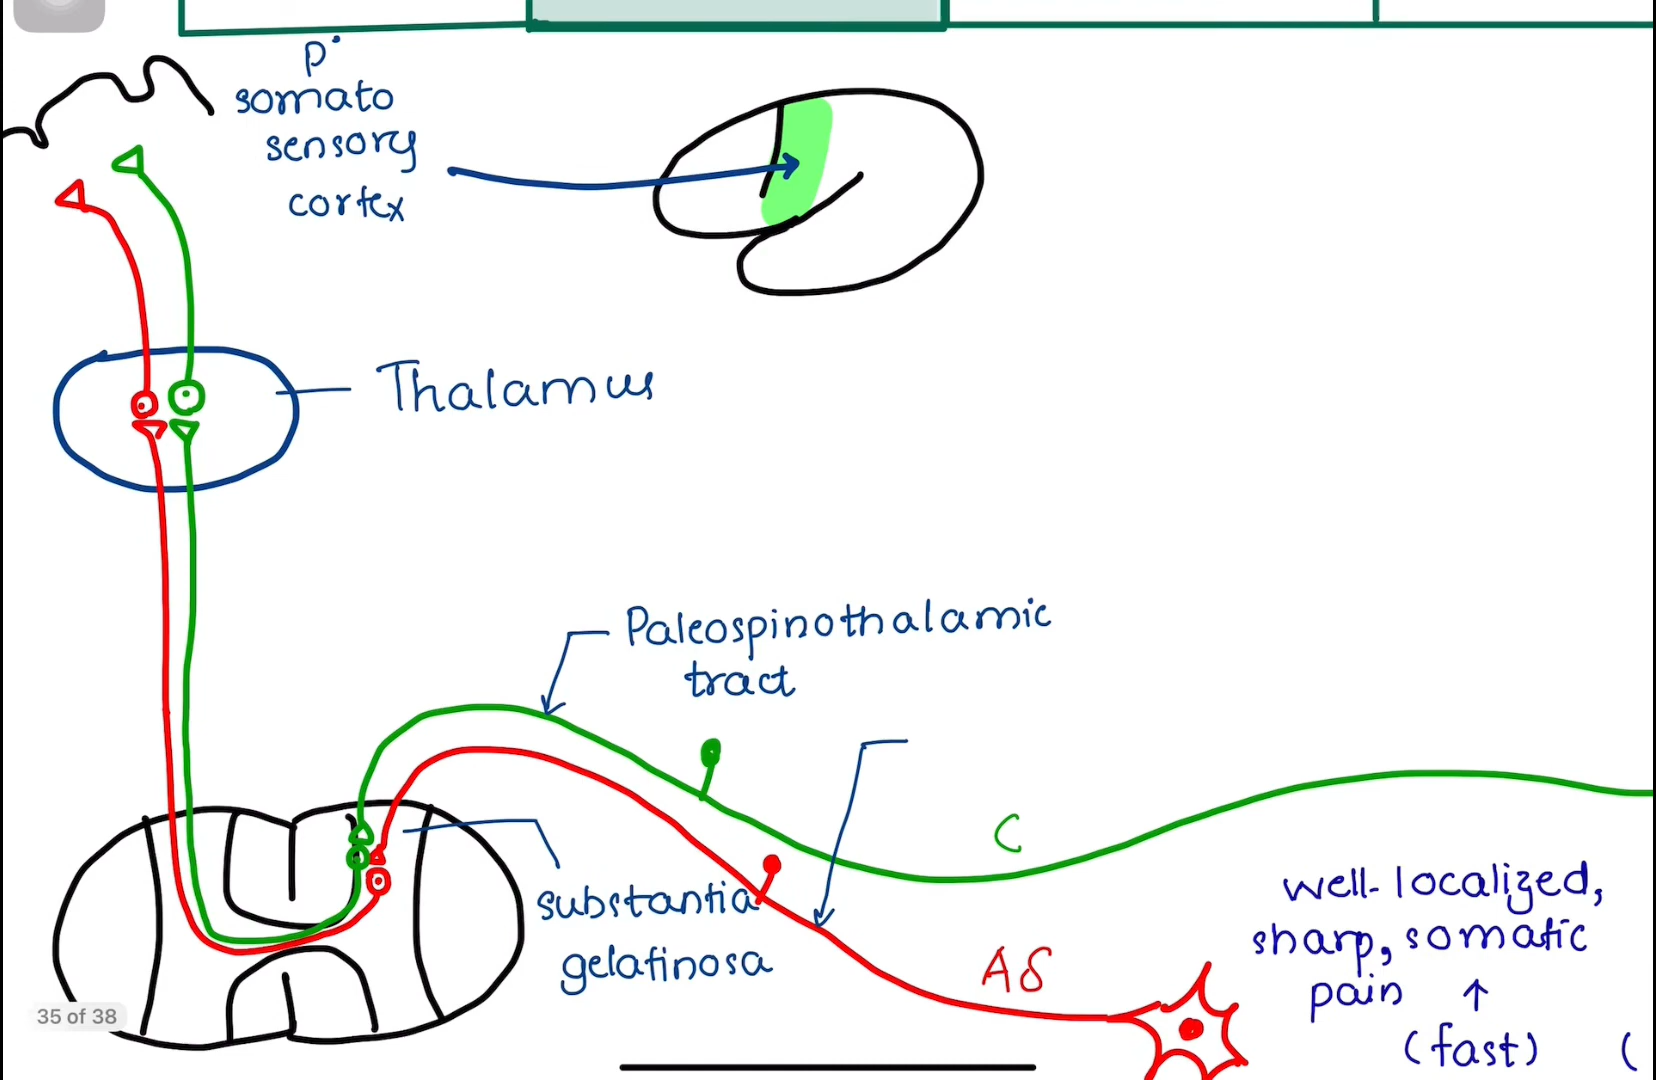 p·
somato
sensory
cortex
Thalamus
Paleospinothalamic
tract
C
substantia
gelatinosa
Aδ
well-localized,
sharp, somatic
pain ↑
(fast) (
35 of 38